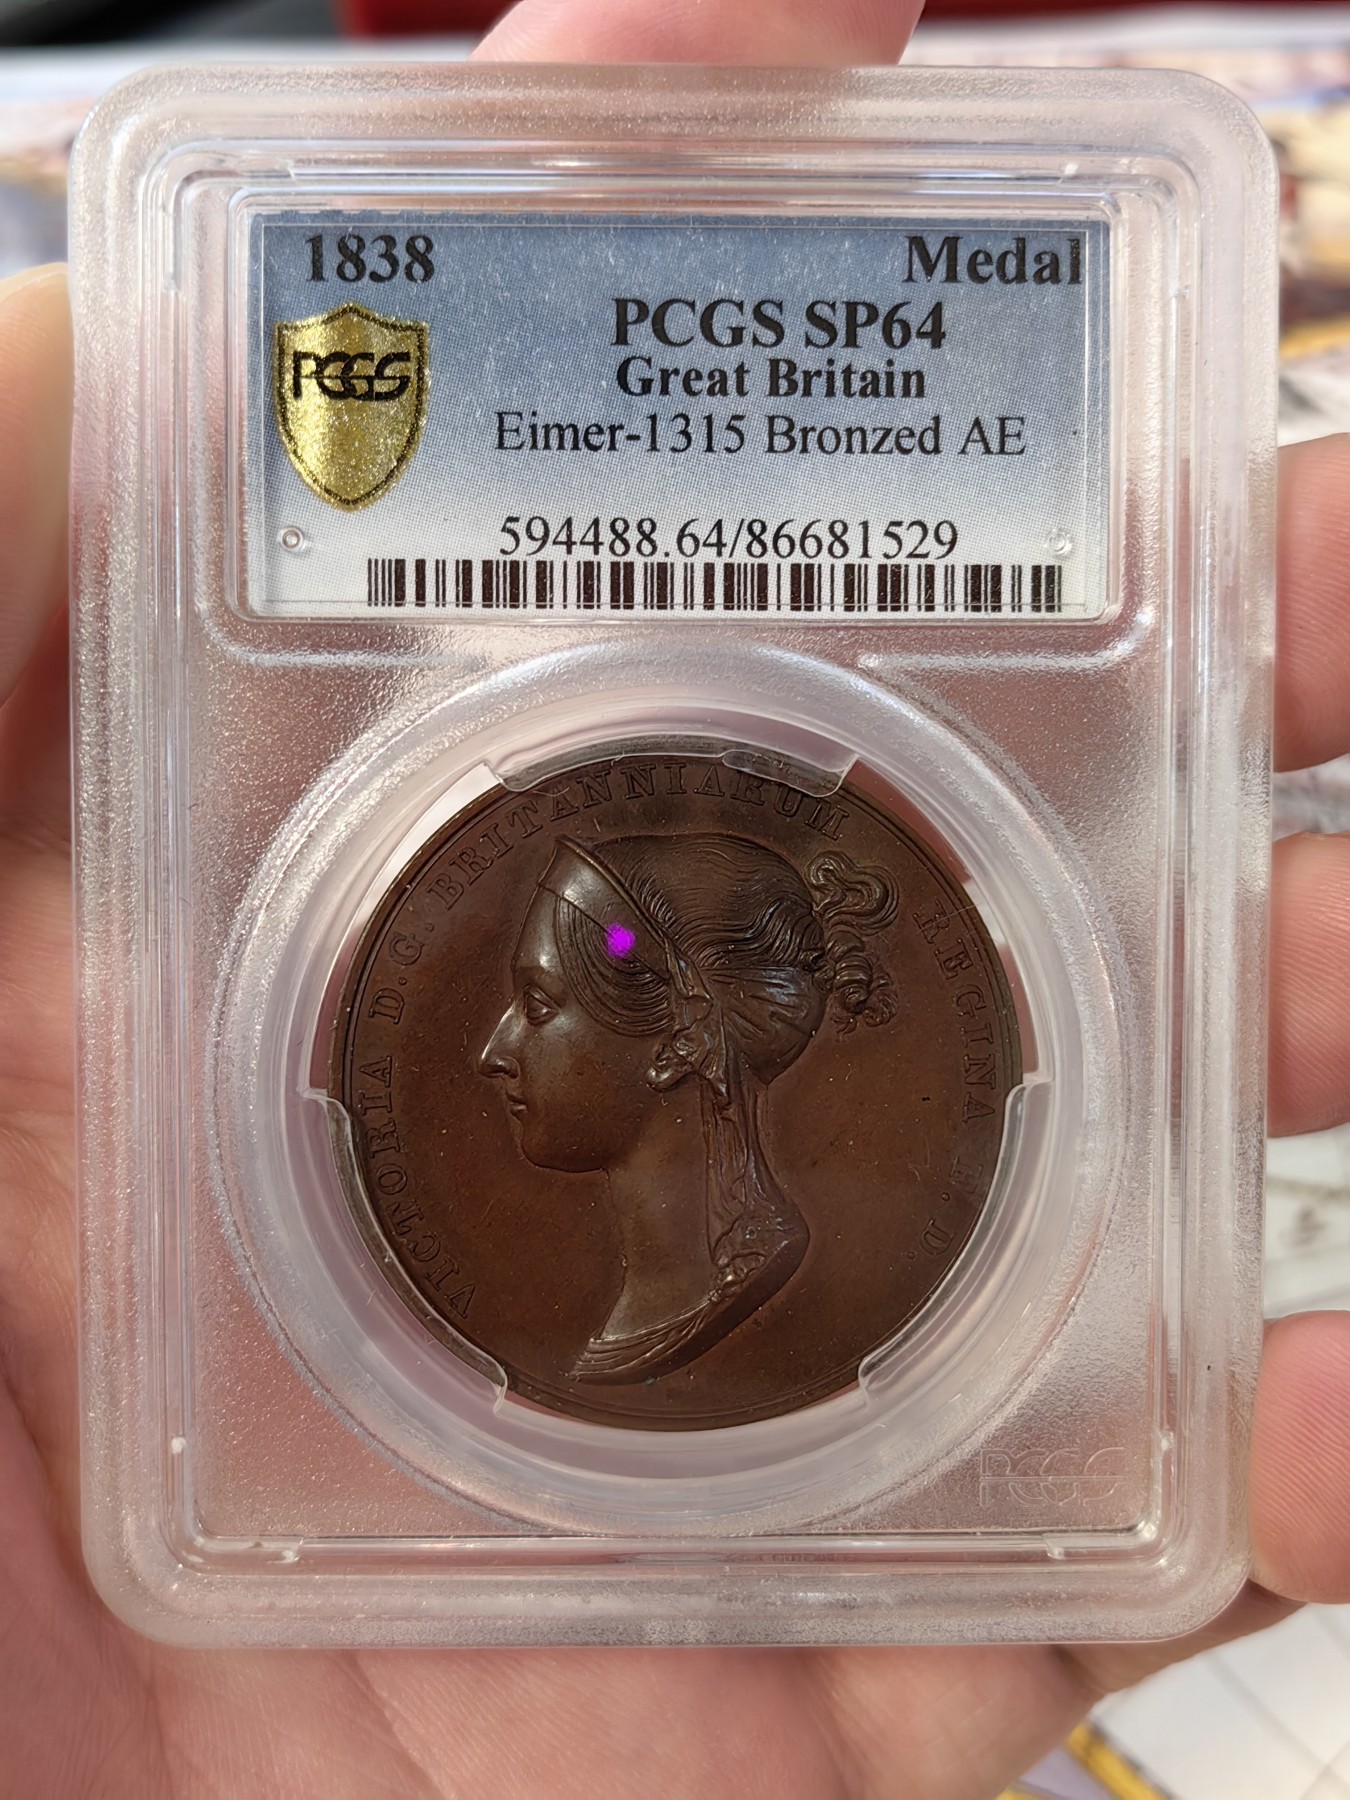 1838 Medal
PCGS SP64
PCGS
Great Britain
Eimer-1315 Bronzed AE
594488.64/86681529
VICTORIA D.G. BRITANNIARUM REGINA F. D.
PCGS